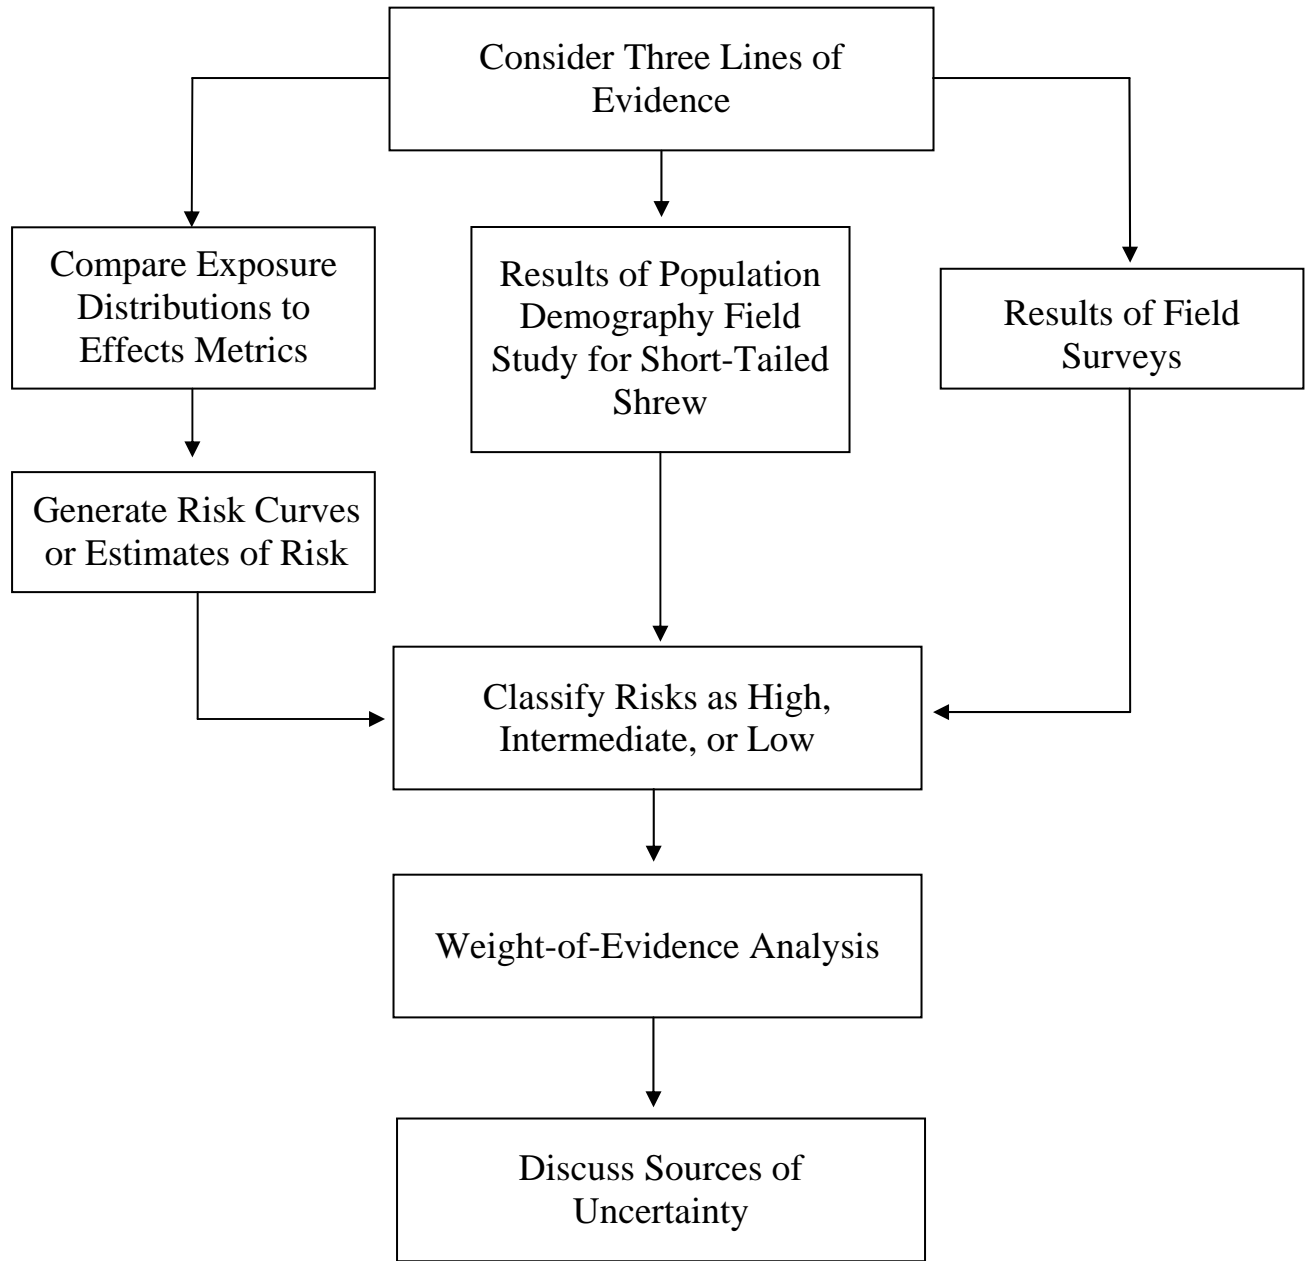 Consider Three Lines of
Evidence
Compare Exposure
Distributions to
Effects Metrics
Results of Population
Demography Field
Study for Short-Tailed
Shrew
Results of Field
Surveys
Generate Risk Curves
or Estimates of Risk
Classify Risks as High,
Intermediate, or Low
Weight-of-Evidence Analysis
Discuss Sources of
Uncertainty